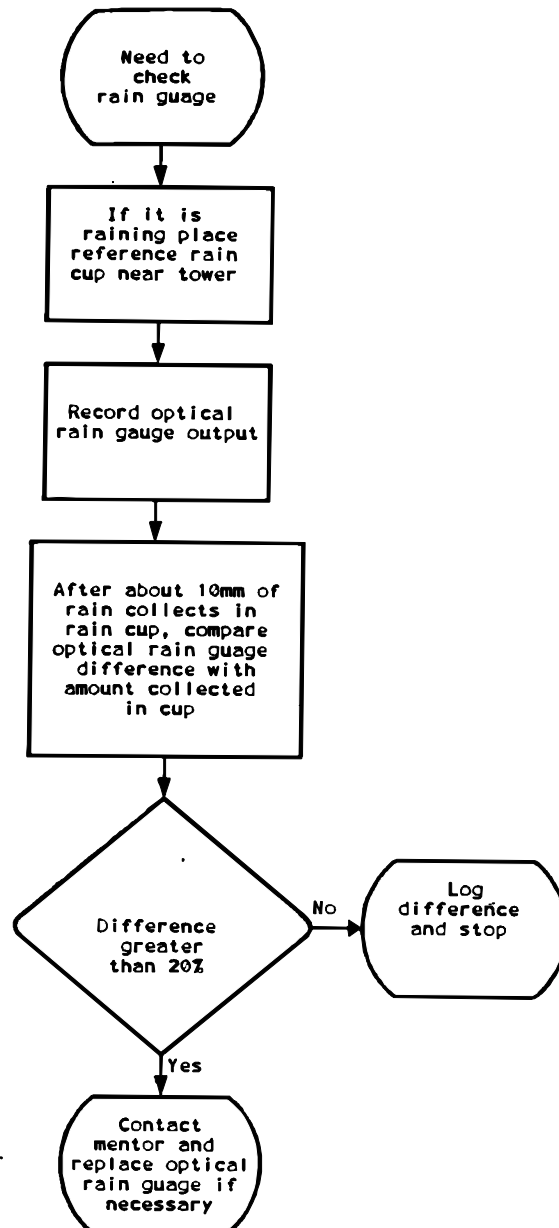 Need to
check
rain guage
If it is
raining place
reference rain
cup near tower
Record optical
rain gauge output
After about 10mm of
rain collects in
rain cup, compare
optical rain guage
difference with
amount collected
in cup
Difference
greater
than 20%
No
Log
difference
and stop
Yes
Contact
mentor and
replace optical
rain guage if
necessary